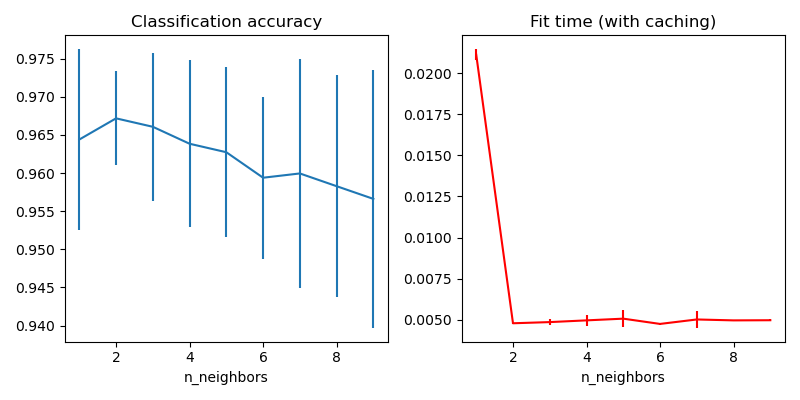 Classification accuracy
0.975
0.970
0.965
0.960
0.955
0.950
0.945
0.940
2 4 6 8
n_neighbors
Fit time (with caching)
0.0200
0.0175
0.0150
0.0125
0.0100
0.0075
0.0050
2 4 6 8
n_neighbors